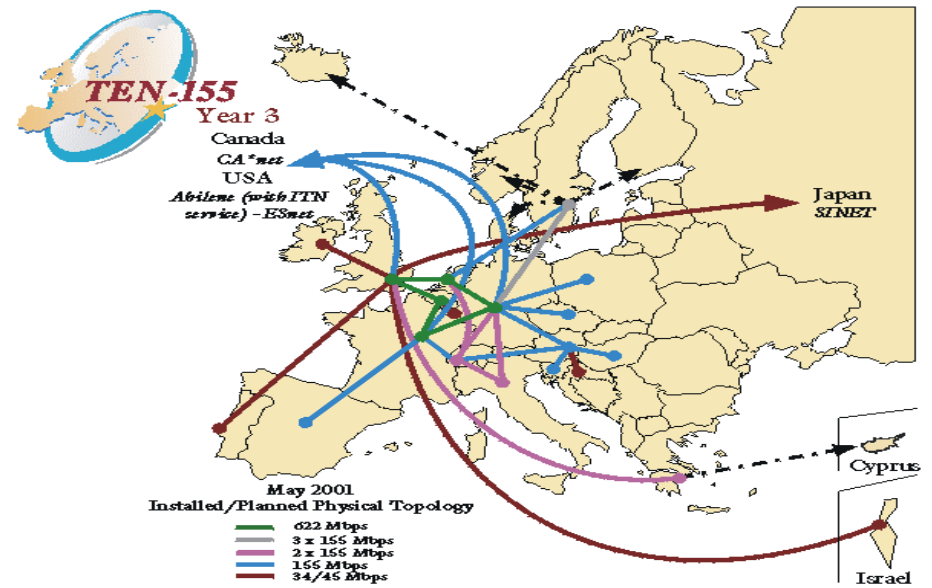 TEN-155
Year 3
Canada
CA*net
USA
Abilene (with ITN
service) - ESnet
Japan
SINET
Cyprus
Israel
May 2001
Installed/Planned Physical Topology
622 Mbps
3 x 155 Mbps
2 x 155 Mbps
155 Mbps
34/45 Mbps